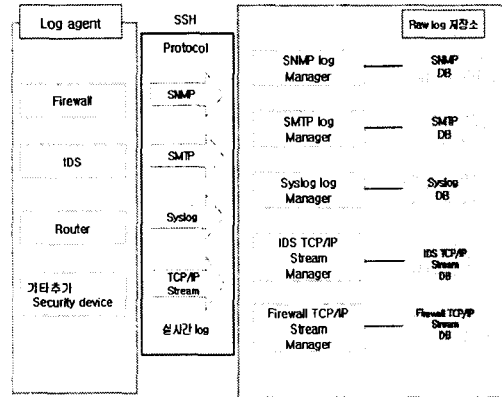 Log agent
Firewall
IDS
Router
기타추가
Security device
SSH
Protocol
SNMP
SMTP
Syslog
TCP/IP
Stream
실시간 log
Raw log 저장소
SNMP log
Manager
SNMP
DB
SMTP log
Manager
SMTP
DB
Syslog log
Manager
Syslog
DB
IDS TCP/IP
Stream
Manager
IDS TCP/IP
Stream
DB
Firewall TCP/IP
Stream
Manager
Firewall TCP/IP
Stream
DB